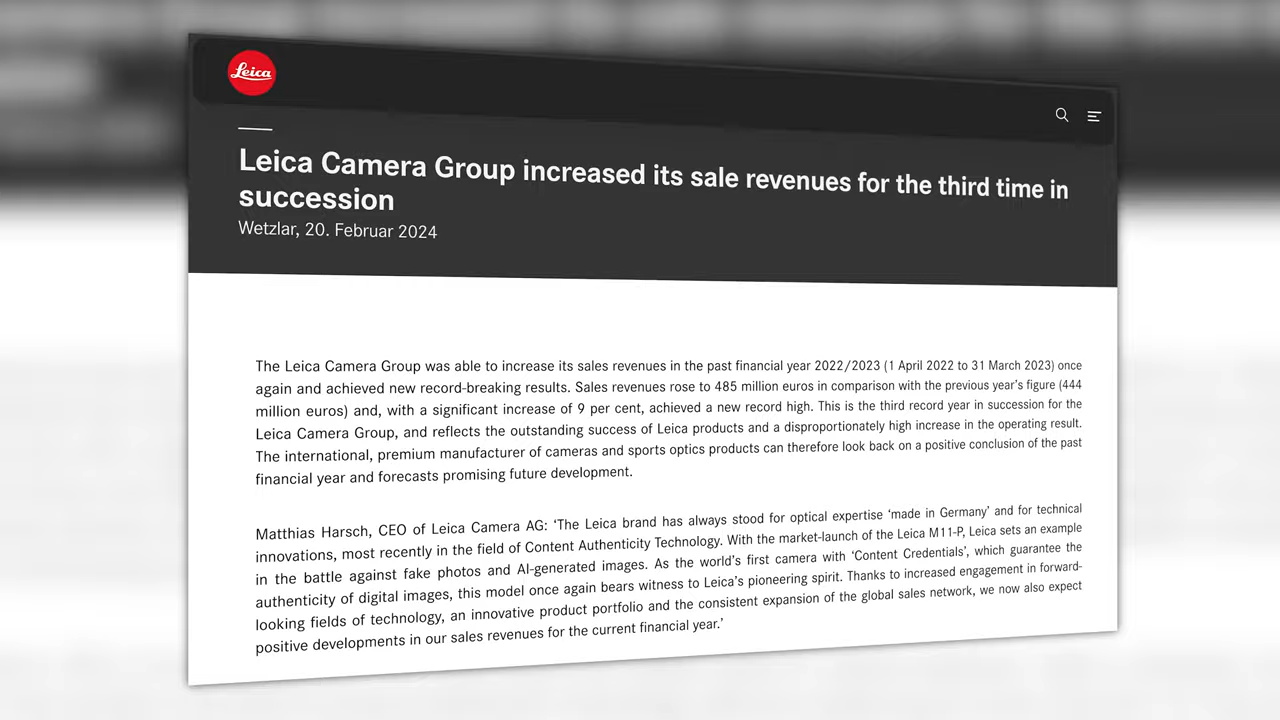 Leica
Leica Camera Group increased its sale revenues for the third time in
succession
Wetzlar, 20. Februar 2024
The Leica Camera Group was able to increase its sales revenues in the past financial year 2022/2023 (1 April 2022 to 31 March 2023) once
again and achieved new record-breaking results. Sales revenues rose to 485 million euros in comparison with the previous year's figure (444
million euros) and, with a significant increase of 9 per cent, achieved a new record high. This is the third record year in succession for the
Leica Camera Group, and reflects the outstanding success of Leica products and a disproportionately high increase in the operating result.
The international, premium manufacturer of cameras and sports optics products can therefore look back on a positive conclusion of the past
financial year and forecasts promising future development.
Matthias Harsch, CEO of Leica Camera AG: ‘The Leica brand has always stood for optical expertise ‘made in Germany’ and for technical
innovations, most recently in the field of Content Authenticity Technology. With the market-launch of the Leica M11-P, Leica sets an example
in the battle against fake photos and AI-generated images. As the world’s first camera with ‘Content Credentials’, which guarantee the
authenticity of digital images, this model once again bears witness to Leica’s pioneering spirit. Thanks to increased engagement in forward-
looking fields of technology, an innovative product portfolio and the consistent expansion of the global sales network, we now also expect
positive developments in our sales revenues for the current financial year.’